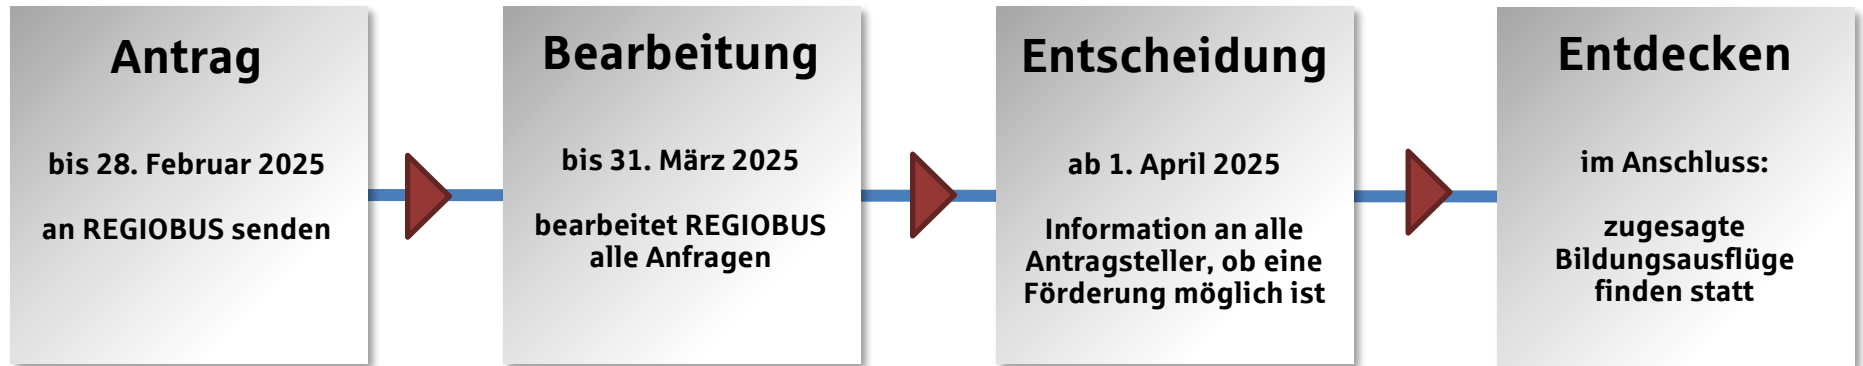 Antrag
bis 28. Februar 2025
an REGIOBUS senden
Bearbeitung
bis 31. März 2025
bearbeitet REGIOBUS
alle Anfragen
Entscheidung
ab 1. April 2025
Information an alle
Antragsteller, ob eine
Förderung möglich ist
Entdecken
im Anschluss:
zugesagte
Bildungsausflüge
finden statt